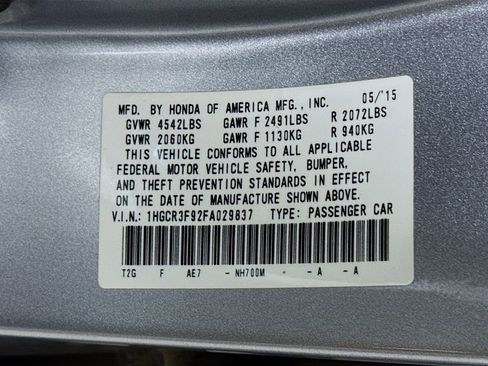 MFD. BY HONDA OF AMERICA MFG., INC. 05/'15
GVWR 4542LBS GAWR F 2491LBS R 2072LBS
GVWR 2060KG GAWR F 1130KG R 940KG
THIS VEHICLE CONFORMS TO ALL APPLICABLE
FEDERAL MOTOR VEHICLE SAFETY, BUMPER,
AND THEFT PREVENTION STANDARDS IN EFFECT
ON THE DATE OF MANUFACTURE SHOWN ABOVE.
V.I.N.: 1HGCR3F92FA029837 TYPE: PASSENGER CAR
T2G F AE7 - NH700M - - A - A